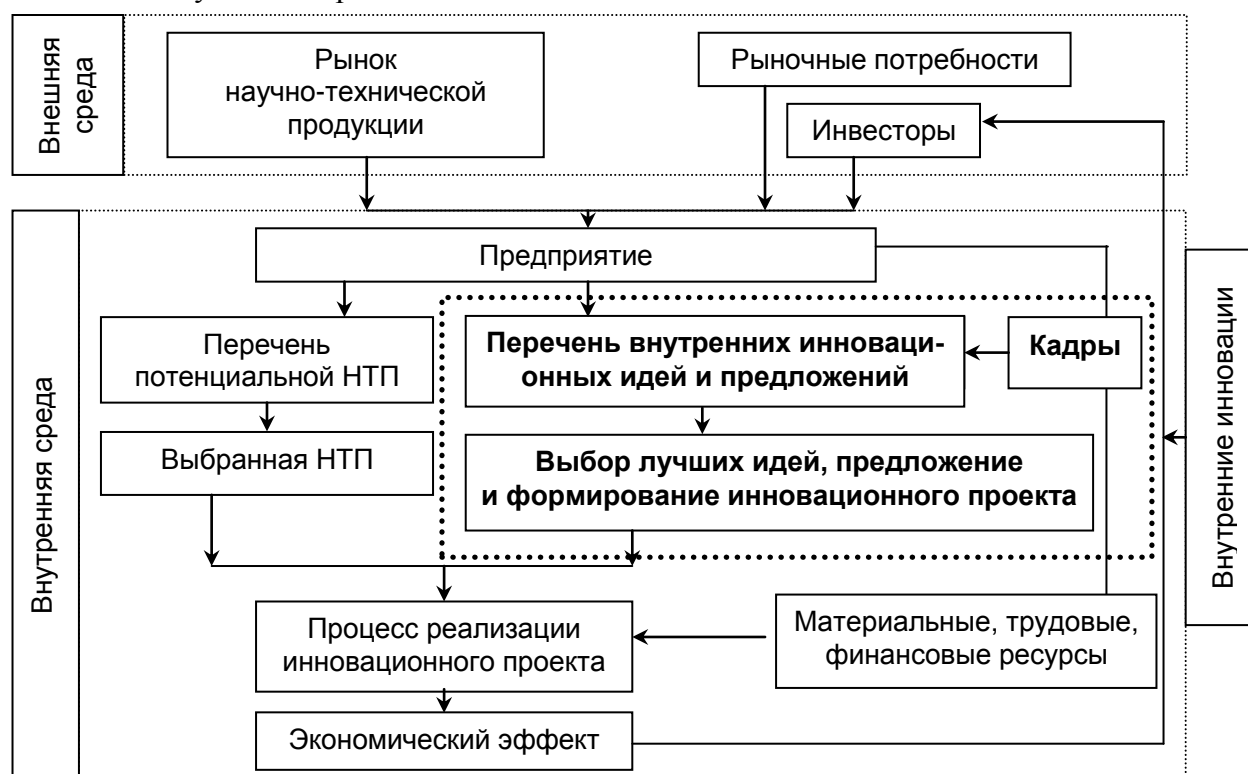 Внешняя
среда
Рынок
научно-технической
продукции
Рыночные потребности
Инвесторы
Внутренняя среда
Предприятие
Перечень
потенциальной НТП
Перечень внутренних инноваци-
онных идей и предложений
Кадры
Внутренние инновации
Выбранная НТП
Выбор лучших идей, предложение
и формирование инновационного проекта
Процесс реализации
инновационного проекта
Материальные, трудовые,
финансовые ресурсы
Экономический эффект